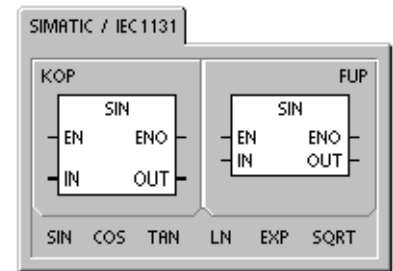 SIMATIC / IEC1131
KOP
FUP
SIN
EN ENO
IN OUT
SIN
EN ENO
IN OUT
SIN COS TAN LN EXP SQRT